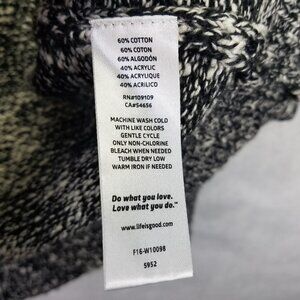 60% COTTON
60% COTON
60% ALGODÓN
40% ACRYLIC
40% ACRYLIQUE
40% ACRILICO
RN#109109
CA#54656
MACHINE WASH COLD
WITH LIKE COLORS
GENTLE CYCLE
ONLY NON-CHLORINE
BLEACH WHEN NEEDED
TUMBLE DRY LOW
WARM IRON IF NEEDED
Do what you love.
Love what you do.™
www.lifeisgood.com
F16-W10098
5952